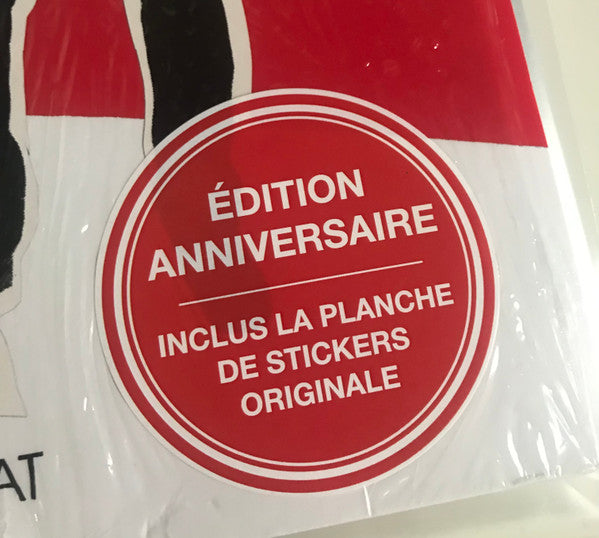 ÉDITION
ANNIVERSAIRE
INCLUS LA PLANCHE
DE STICKERS
ORIGINALE
AT